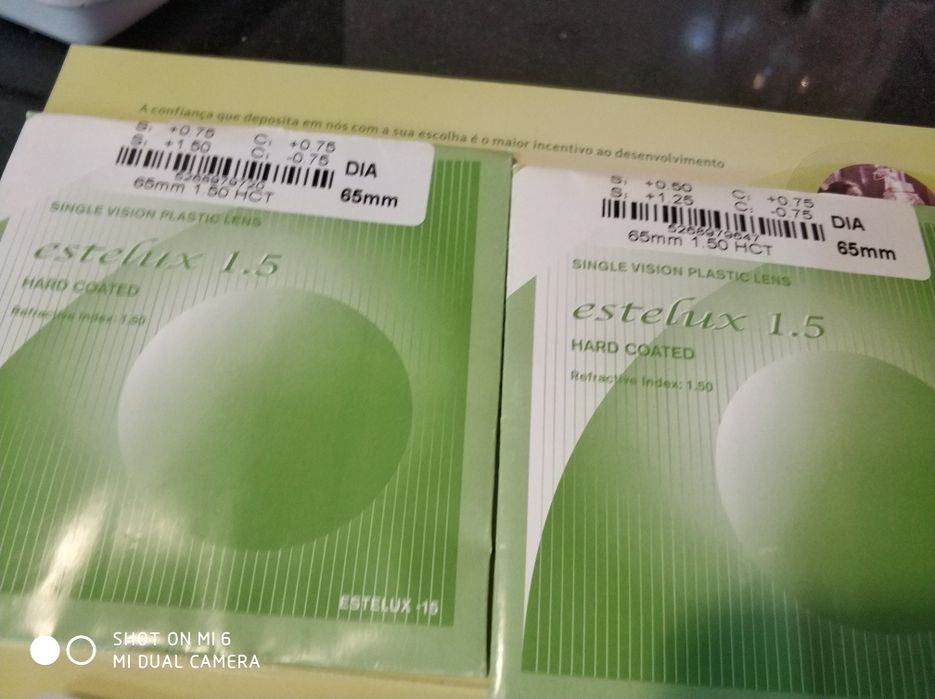 A confiança que deposita em nós com a sua escolha é o maior incentivo ao desenvolvimento
S: +0.75 C: +0.75
S: +1.50 C: -0.75
DIA
5268979720
65mm 1.50 HCT
65mm
SINGLE VISION PLASTIC LENS
estelux 1.5
HARD COATED
Refractive Index: 1.50
ESTELUX -15
S: +0.50 C: +0.75
S: +1.25 C: -0.75
DIA
5268979647
65mm 1.50 HCT
65mm
SINGLE VISION PLASTIC LENS
estelux 1.5
HARD COATED
Refractive Index: 1.50
SHOT ON MI 6
MI DUAL CAMERA